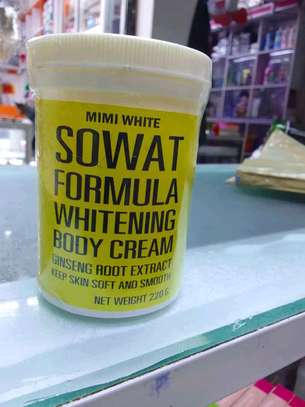 MIMI WHITE
SOWAT
FORMULA
WHITENING
BODY CREAM
GINSENG ROOT EXTRACT
KEEP SKIN SOFT AND SMOOTH
NET WEIGHT 220 G